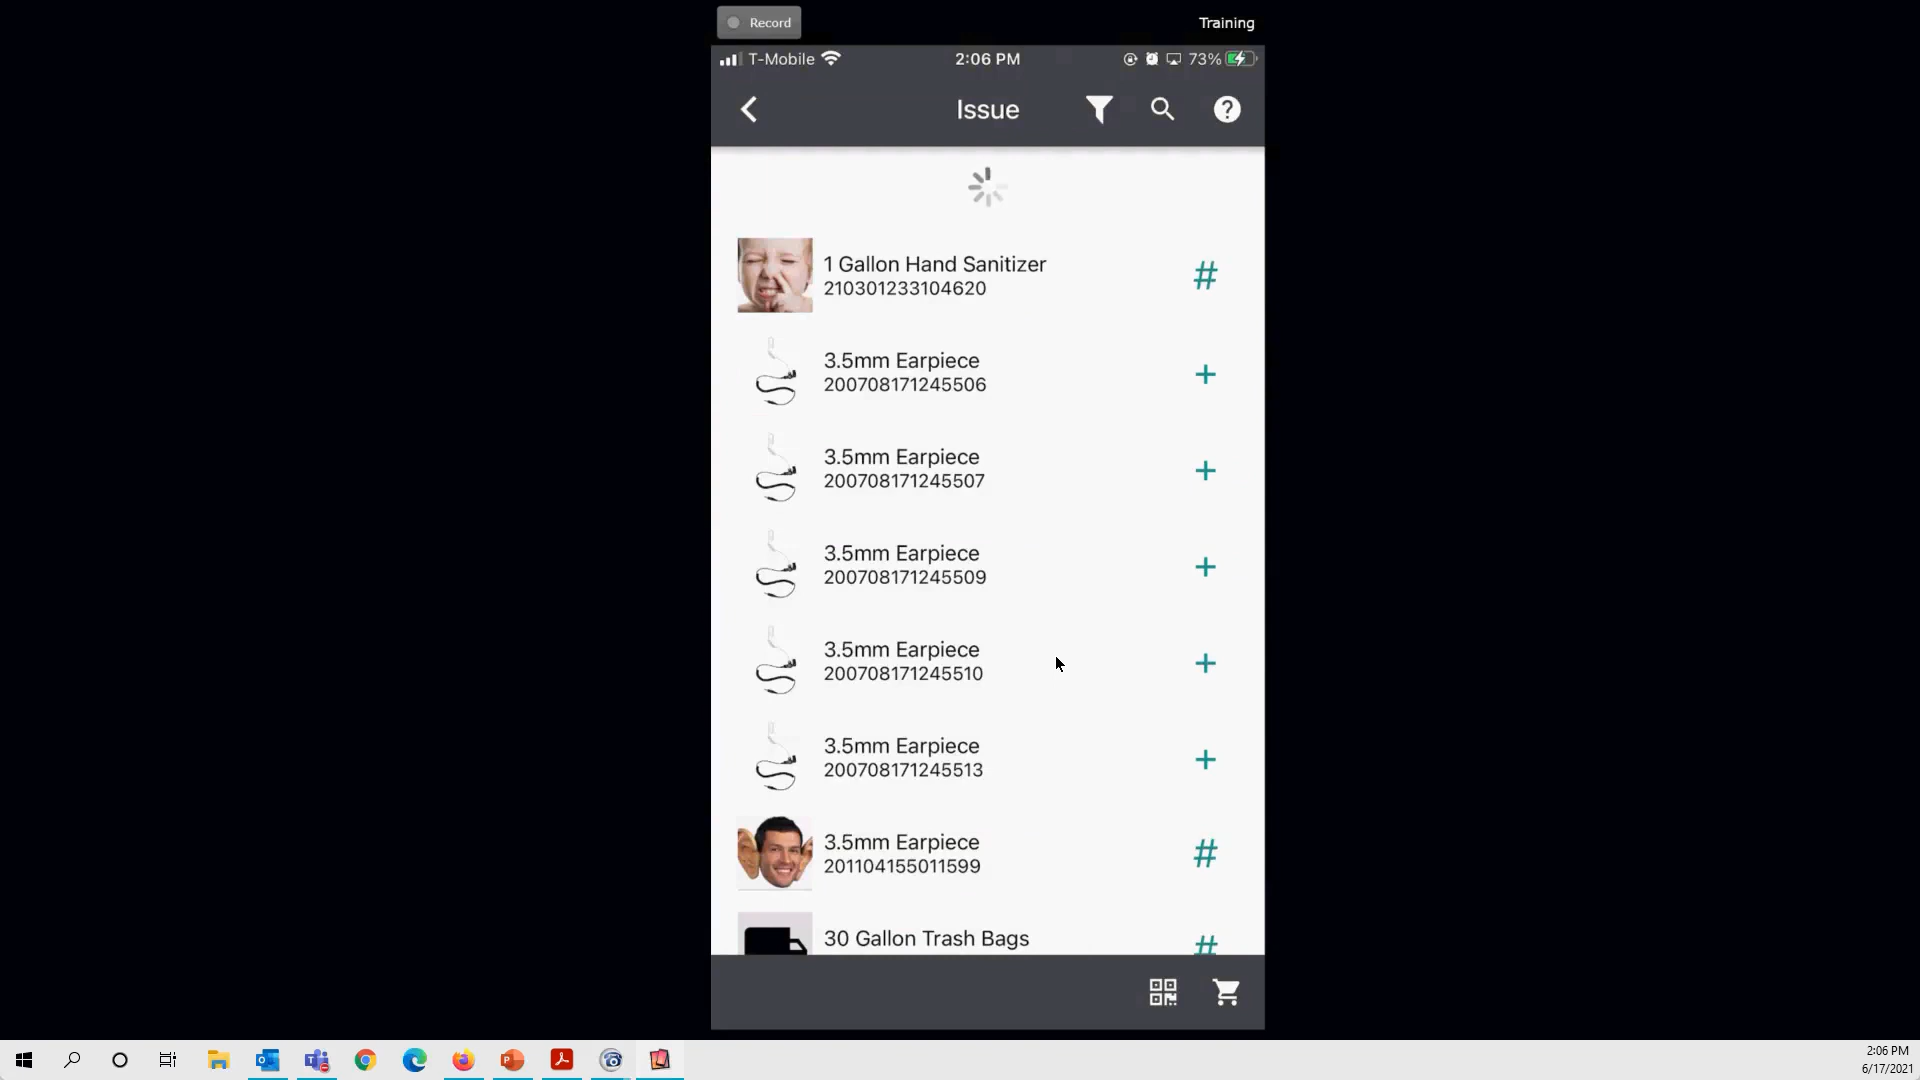 Record
Training
T-Mobile
2:06 PM
73%
Issue
1 Gallon Hand Sanitizer
210301233104620
#
3.5mm Earpiece
200708171245506
+
3.5mm Earpiece
200708171245507
+
3.5mm Earpiece
200708171245509
+
3.5mm Earpiece
200708171245510
+
3.5mm Earpiece
200708171245513
+
3.5mm Earpiece
201104155011599
#
30 Gallon Trash Bags
#
2:06 PM
6/17/2021